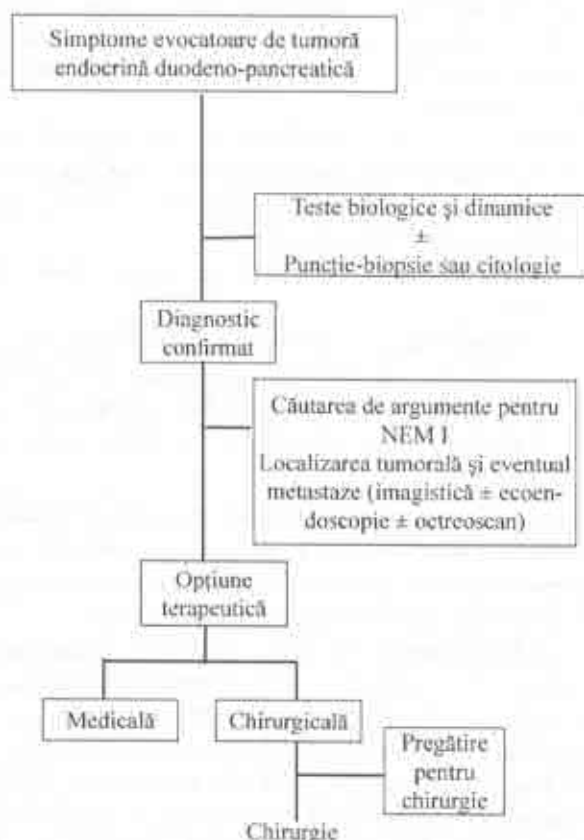 Simptome evocatoare de tumoră
endocrină duodeno-pancreatică
Teste biologice și dinamice
±
Puncție-biopsie sau citologie
Diagnostic
confirmat
Căutarea de argumente pentru
NEM I
Localizarea tumorală și eventual
metastaze (imagistică ± ecoen-
doscopie ± octreoscan)
Opțiune
terapeutică
Medicală
Chirurgicală
Pregătire
pentru
chirurgie
Chirurgie